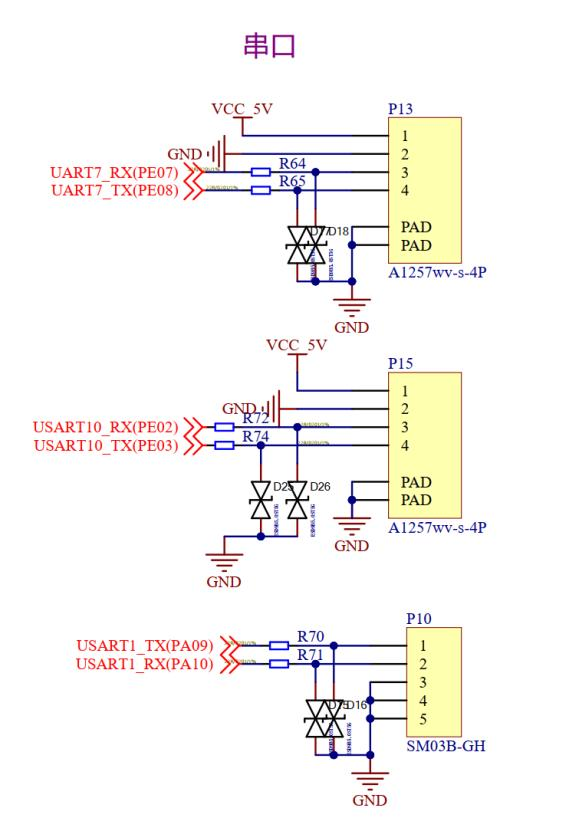 串口
VCC_5V
P13
1
GND
2
UART7_RX(PE07)
R64
3
UART7_TX(PE08)
R65
4
D18
PAD
PAD
A1257wv-s-4P
GND
VCC_5V
P15
1
GND
2
USART10_RX(PE02)
R72
3
USART10_TX(PE03)
R74
4
D25
D26
PAD
PAD
GND
A1257wv-s-4P
GND
P10
USART1_TX(PA09)
R70
1
USART1_RX(PA10)
R71
2
3
D15
D16
4
5
SM03B-GH
GND